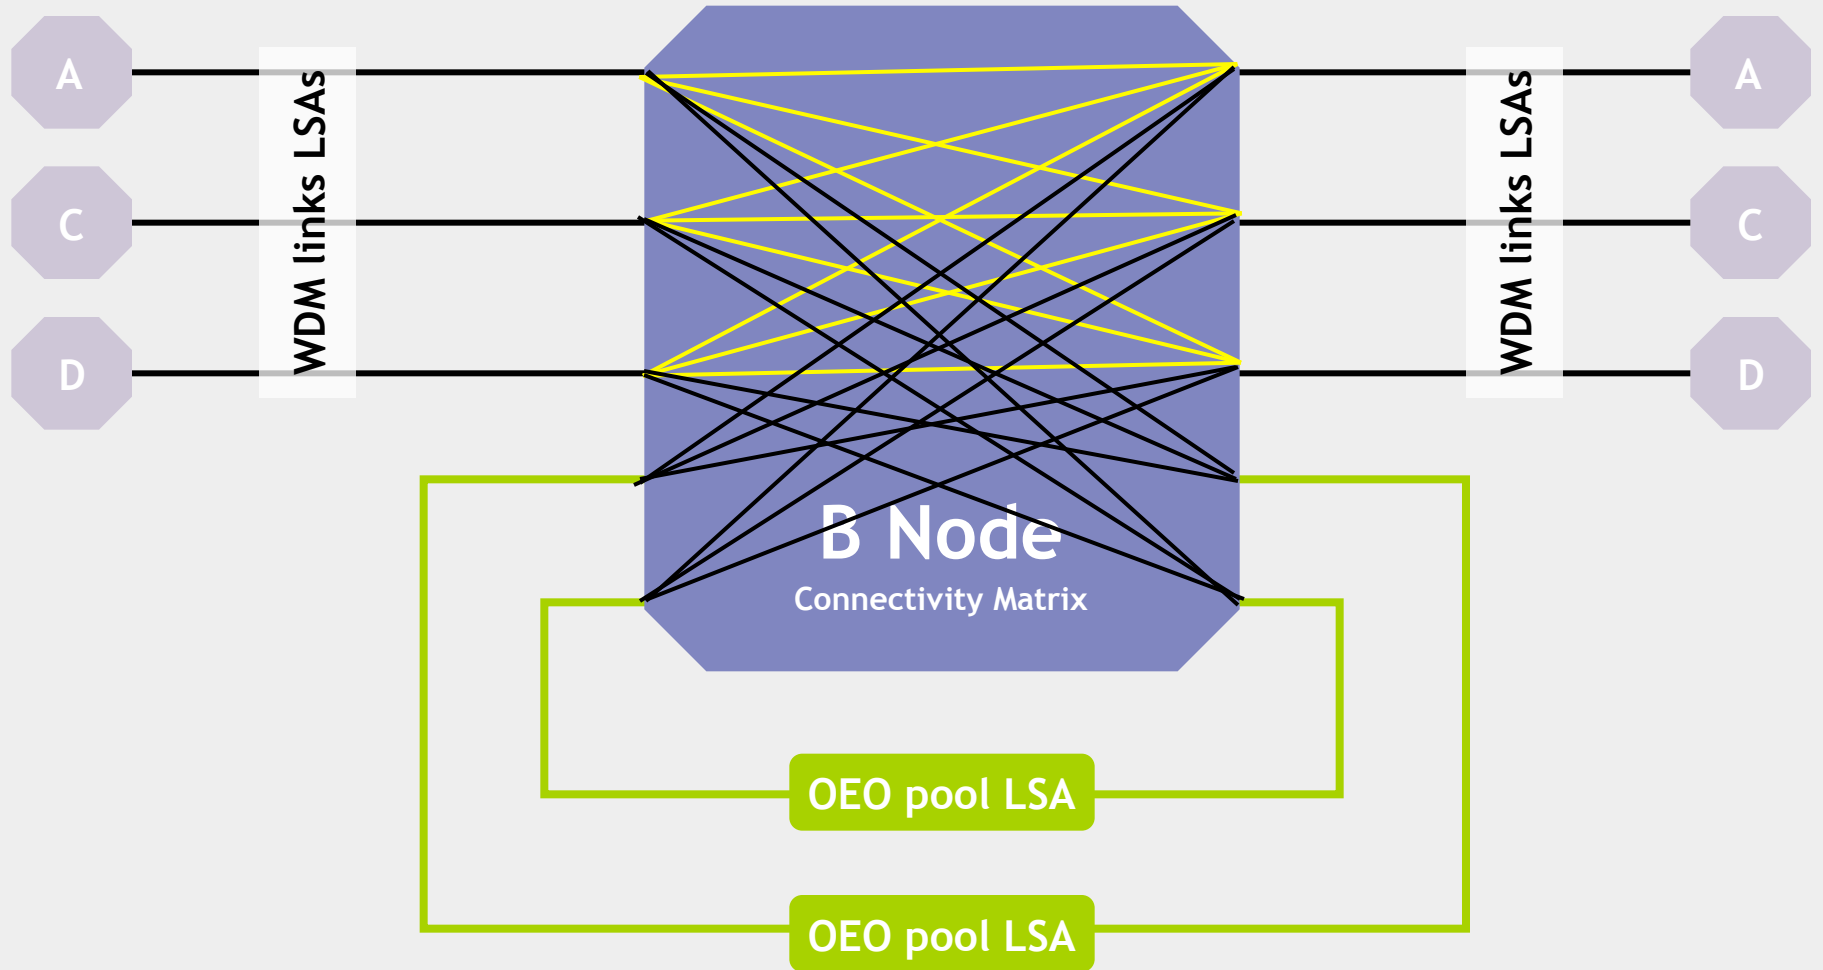 A
WDM links LSAs
WDM links LSAs
A
C
C
D
D
B Node
Connectivity Matrix
OEO pool LSA
OEO pool LSA